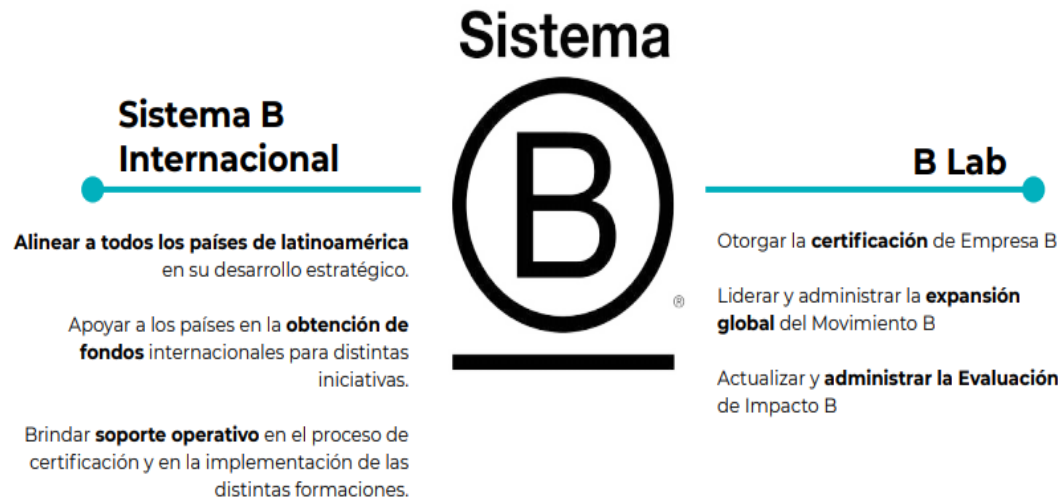 Sistema
B
®
Sistema B
Internacional
Alinear a todos los países de latinoamérica
en su desarrollo estratégico.
Apoyar a los países en la obtención de
fondos internacionales para distintas
iniciativas.
Brindar soporte operativo en el proceso de
certificación y en la implementación de las
distintas formaciones.
B Lab
Otorgar la certificación de Empresa B
Liderar y administrar la expansión
global del Movimiento B
Actualizar y administrar la Evaluación
de Impacto B